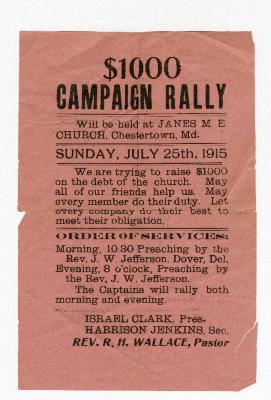 $1000
CAMPAIGN RALLY
Will be held at JANES M. E.
CHURCH, Chestertown, Md.
SUNDAY, JULY 25th, 1915
We are trying to raise $1000
on the debt of the church. May
all of our friends help us. May
every member do their duty. Let
every company do their best to
meet their obligation.
ORDER OF SERVICES:
Morning, 10.30 Preaching by the
Rev. J. W. Jefferson. Dover, Del.
Evening, 8 o'clock, Preaching by
the Rev. J. W. Jefferson.
The Captains will rally both
morning and evening.
ISRAEL CLARK, Pres.
HARRISON JENKINS, Sec.
REV. R. H. WALLACE, Pastor